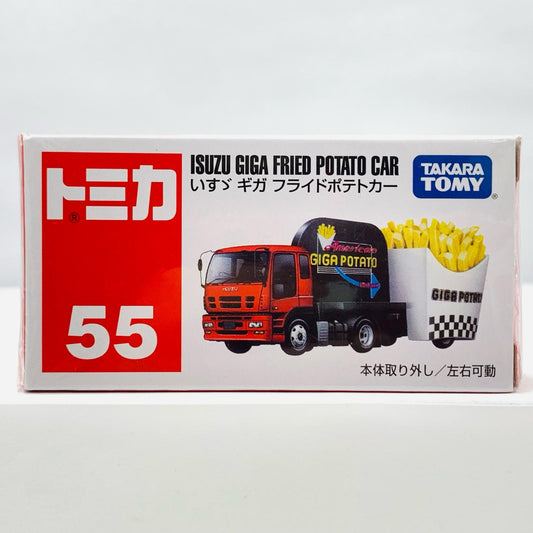 トミカ
®
55
ISUZU GIGA FRIED POTATO CAR
いすゞ ギガ フライドポテトカー
TAKARA
TOMY
®
American
GIGA POTATO
ISUZU
GIGA POTATO
本体取り外し/左右可動